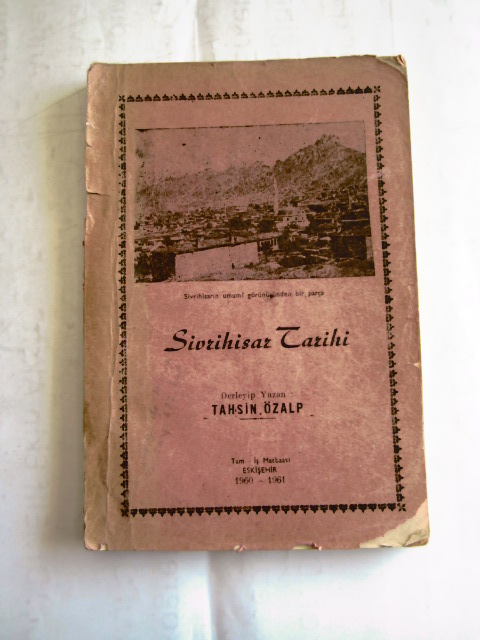 Sivrihisarın umumî görünüşünden bir parça
Sivrihisar Tarihi
Derleyip Yazan :
TAHSİN ÖZALP
Tam İş Matbaası
ESKİŞEHİR
1960 - 1961